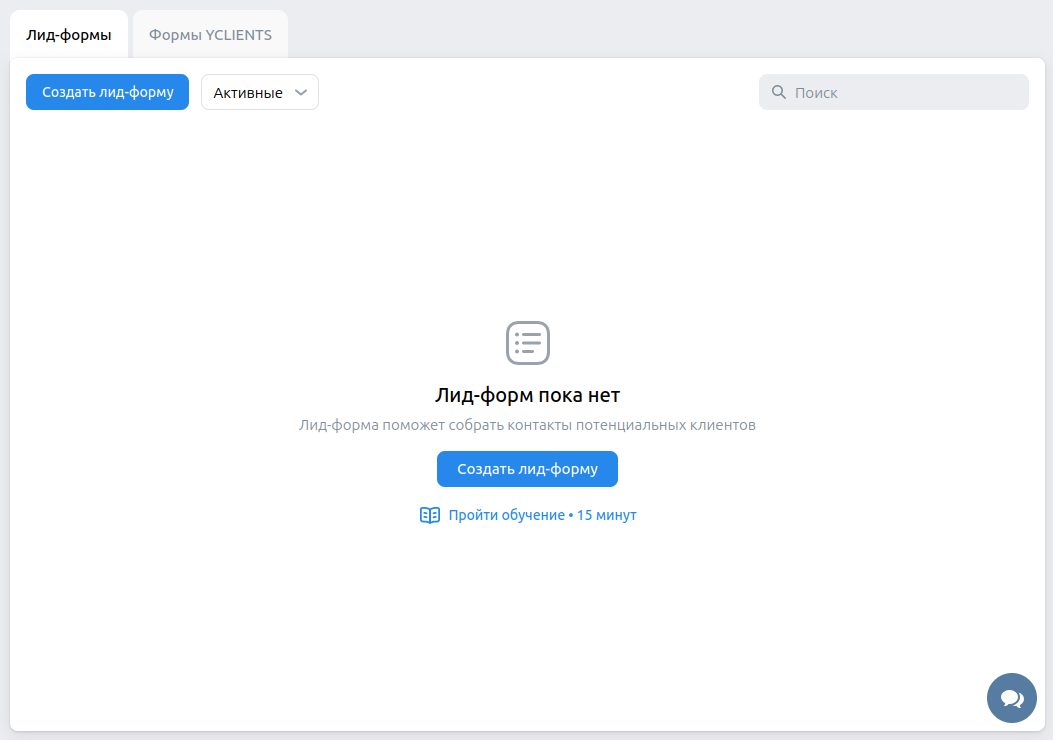 Лид-формы
Формы YCLIENTS
Создать лид-форму
Активные
Поиск
Лид-форм пока нет
Лид-форма поможет собрать контакты потенциальных клиентов
Создать лид-форму
Пройти обучение • 15 минут